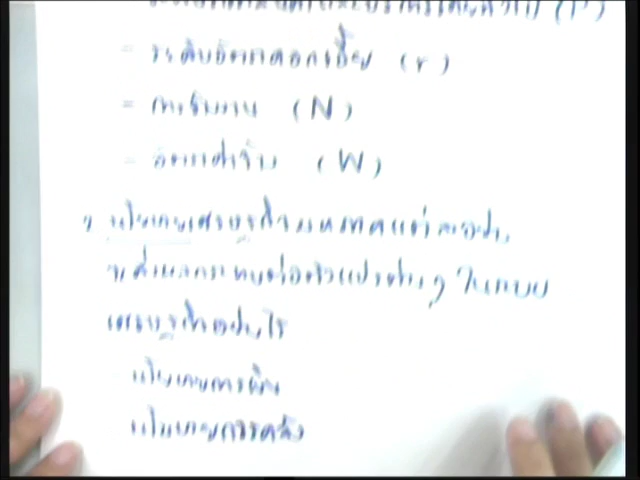 - ระดับอัตราดอกเบี้ย (r)
- การจ้างงาน (N)
- อัตราค่าจ้าง (W)
นโยบายเศรษฐกิจมหภาคแต่ละอย่าง
จะมีผลกระทบต่อตัวแปรต่าง ๆ ในระบบ
เศรษฐกิจอย่างไร
นโยบายการเงิน
นโยบายการคลัง